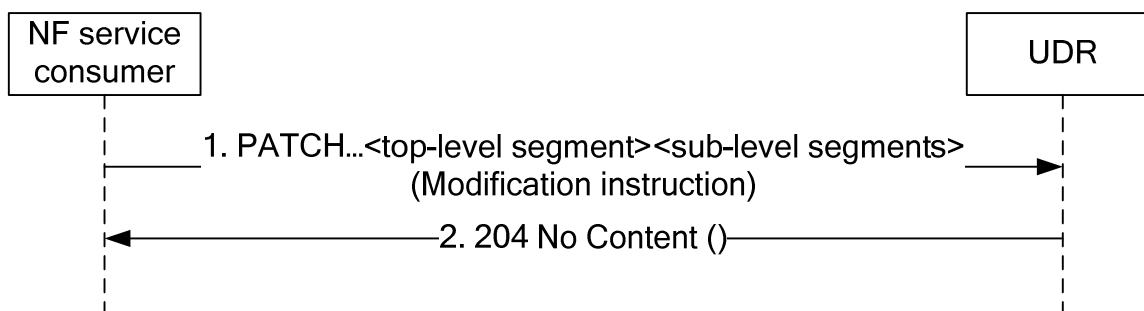 NF service
consumer
UDR
1. PATCH...<top-level segment><sub-level segments>
(Modification instruction)
2. 204 No Content ()